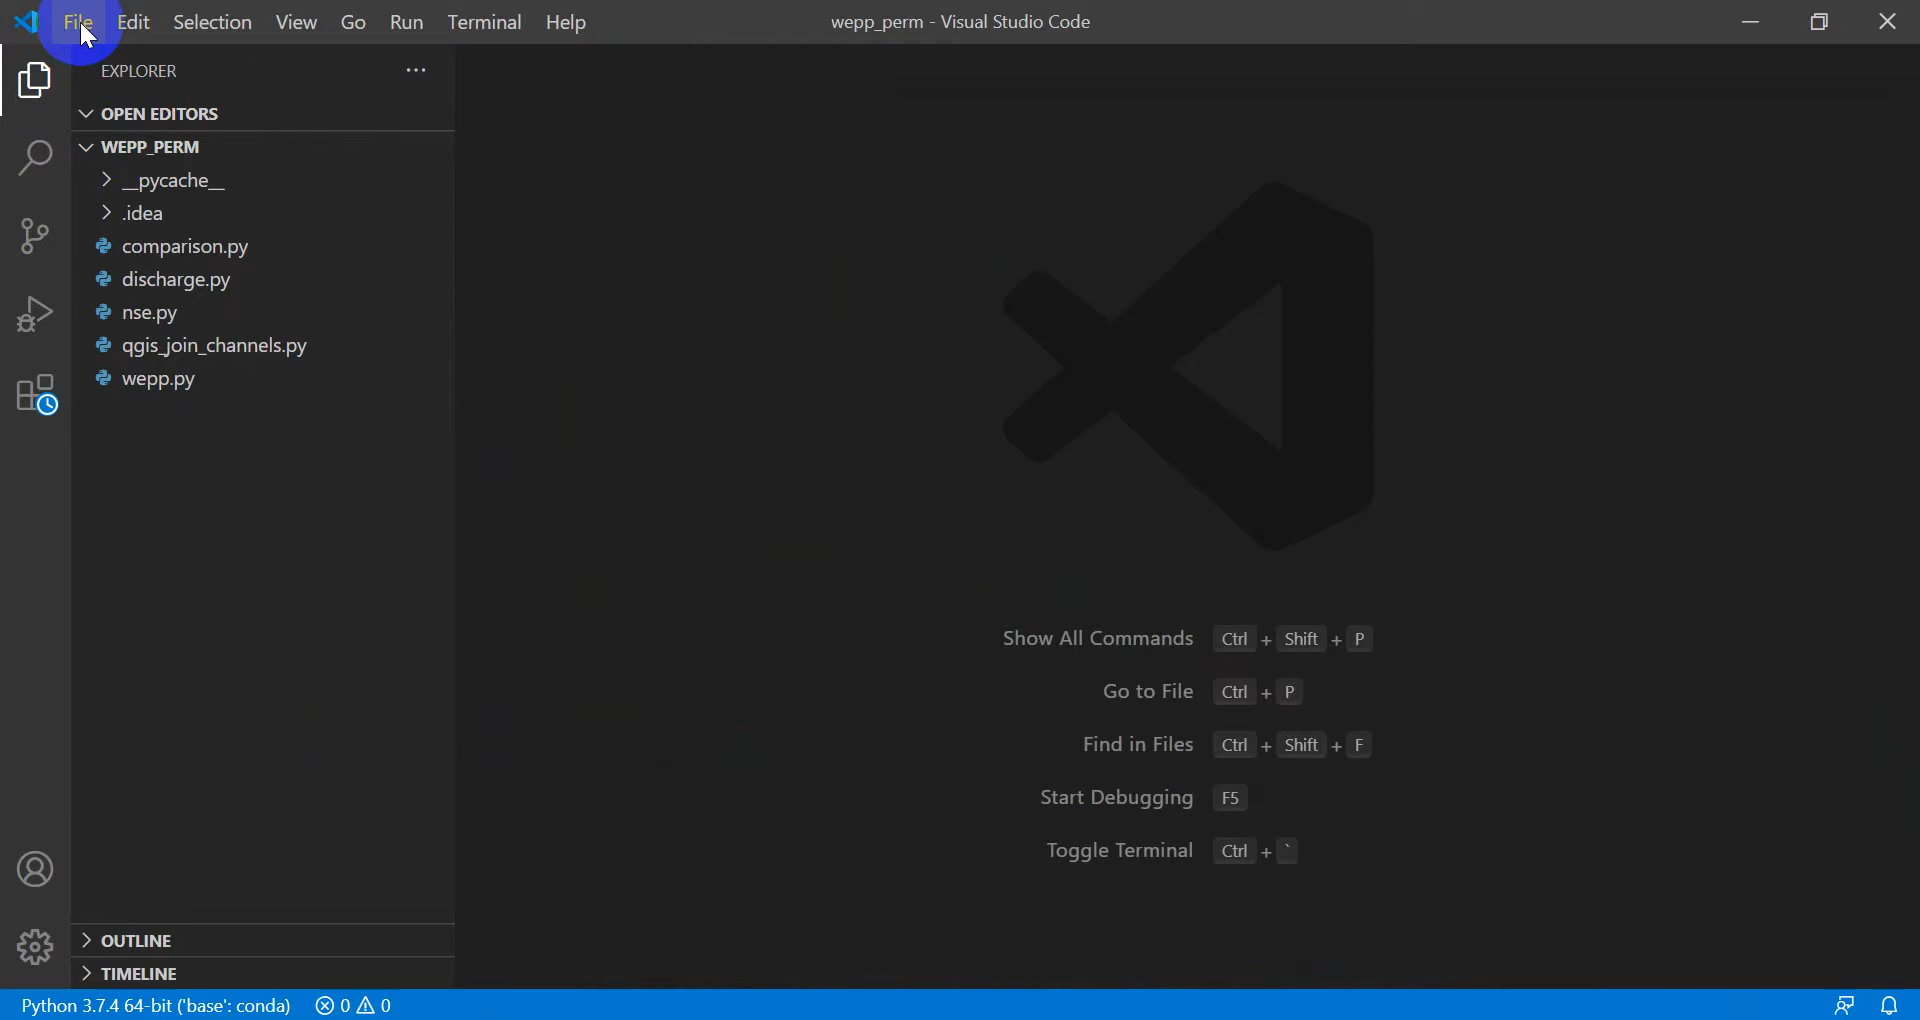 File Edit Selection View Go Run Terminal Help wepp_perm - Visual Studio Code
EXPLORER
OPEN EDITORS
WEPP_PERM
__pycache__
.idea
comparison.py
discharge.py
nse.py
qgis_join_channels.py
wepp.py
Show All Commands Ctrl + Shift + P
Go to File Ctrl + P
Find in Files Ctrl + Shift + F
Start Debugging F5
Toggle Terminal Ctrl + `
OUTLINE
TIMELINE
Python 3.7.4 64-bit ('base': conda) 0 0